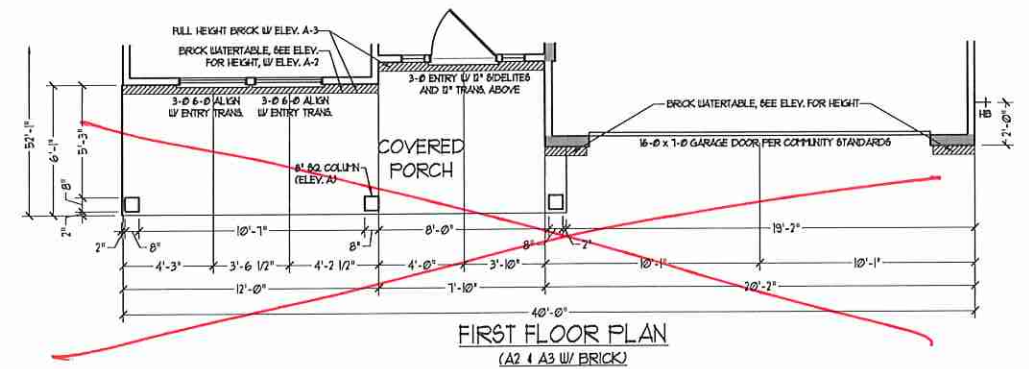 FULL HEIGHT BRICK W/ ELEV. A-3
BRICK WATERTABLE, SEE ELEV.
FOR HEIGHT, W/ ELEV. A-2
3-0 ENTRY W/ 12" SIDELITES
AND 12" TRANS. ABOVE
3-0 6-0 ALIGN
W/ ENTRY TRANS.
3-0 6-0 ALIGN
W/ ENTRY TRANS.
BRICK WATERTABLE, SEE ELEV. FOR HEIGHT
HB
2'-0"
16-0 x 7-0 GARAGE DOOR PER COMMUNITY STANDARDS
COVERED
PORCH
8" SQ. COLUMN
(ELEV. A)
52'-1"
6'-1"
5'-3"
8"
2"
2"
8"
10'-7"
8"
8'-0"
8"
2"
19'-2"
4'-3"
3'-6 1/2"
4'-2 1/2"
4'-0"
3'-10"
10'-1"
10'-1"
12'-0"
7'-10"
20'-2"
40'-0"
FIRST FLOOR PLAN
(A2 & A3 W/ BRICK)